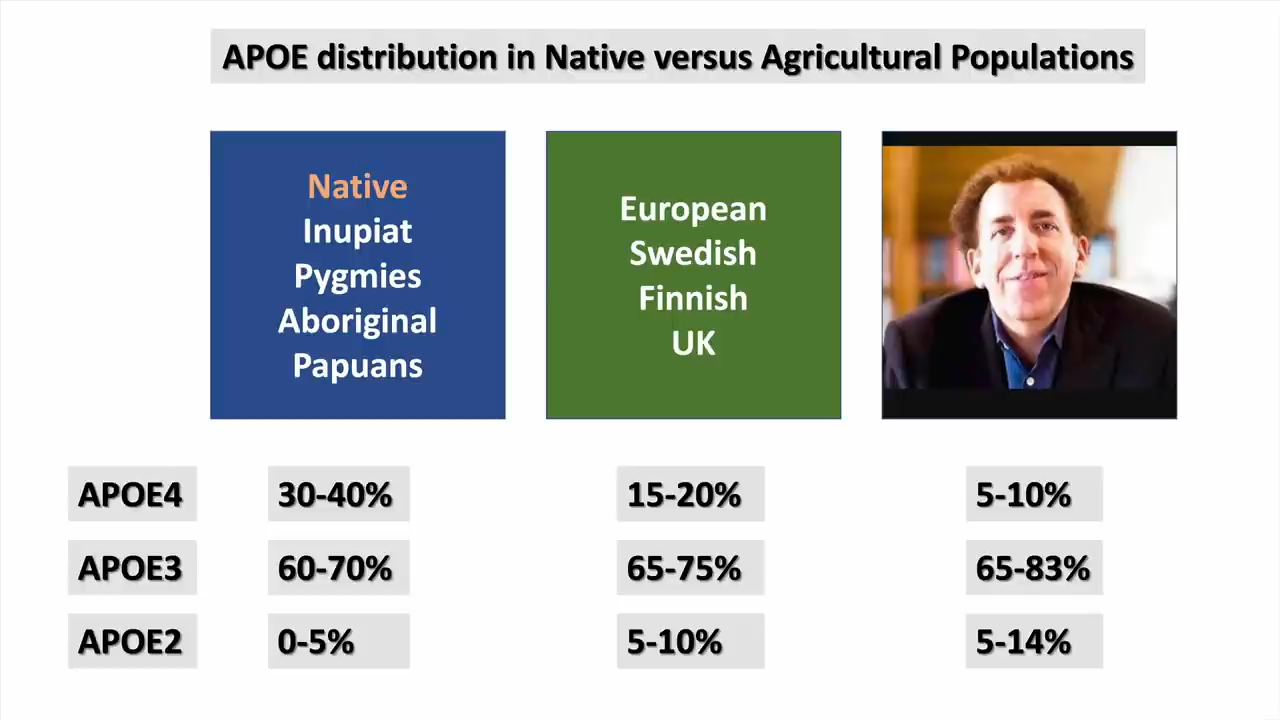 APOE distribution in Native versus Agricultural Populations
Native
Inupiat
Pygmies
Aboriginal
Papuans
European
Swedish
Finnish
UK
APOE4 30-40% 15-20% 5-10%
APOE3 60-70% 65-75% 65-83%
APOE2 0-5% 5-10% 5-14%